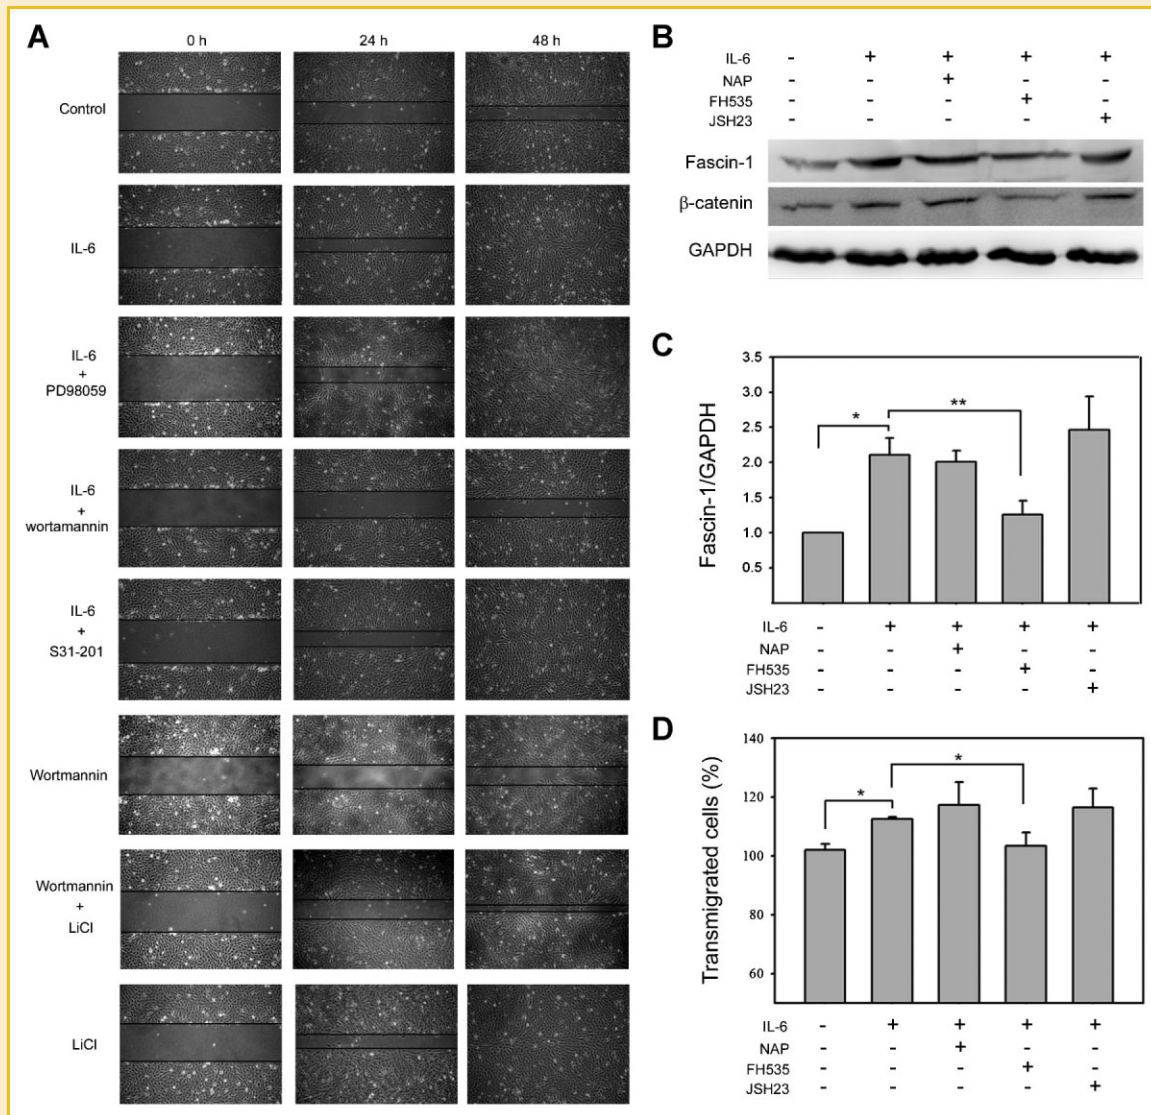 A
0 h 24 h 48 h
Control
IL-6
IL-6
+
PD98059
IL-6
+
wortamannin
IL-6
+
S31-201
Wortmannin
Wortmannin
+
LiCl
LiCl
B
IL-6 - + + + +
NAP - - + - -
FH535 - - - + -
JSH23 - - - - +
Fascin-1
β-catenin
GAPDH
C
Fascin-1/GAPDH
3.5
3.0
2.5
2.0
1.5
1.0
0.5
* **
IL-6 - + + + +
NAP - - + - -
FH535 - - - + -
JSH23 - - - - +
D
Transmigrated cells (%)
140
120
100
80
60
* *
IL-6 - + + + +
NAP - - + - -
FH535 - - - + -
JSH23 - - - - +